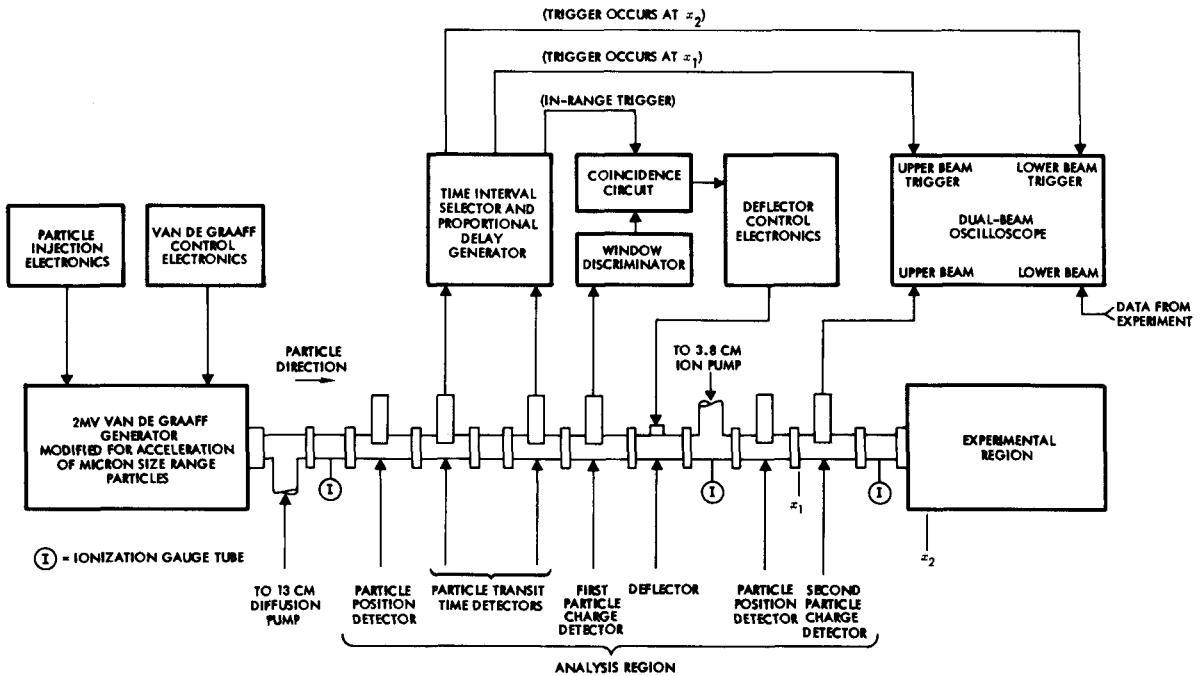 (TRIGGER OCCURS AT x2)
(TRIGGER OCCURS AT x1)
(IN-RANGE TRIGGER)
PARTICLE
INJECTION
ELECTRONICS
VAN DE GRAAFF
CONTROL
ELECTRONICS
TIME INTERVAL
SELECTOR AND
PROPORTIONAL
DELAY
GENERATOR
COINCIDENCE
CIRCUIT
WINDOW
DISCRIMINATOR
DEFLECTOR
CONTROL
ELECTRONICS
UPPER BEAM
TRIGGER
LOWER BEAM
TRIGGER
DUAL-BEAM
OSCILLOSCOPE
UPPER BEAM
LOWER BEAM
DATA FROM
EXPERIMENT
PARTICLE
DIRECTION
TO 3.8 CM
ION PUMP
2MV VAN DE GRAAFF
GENERATOR
MODIFIED FOR ACCELERATION
OF MICRON SIZE RANGE
PARTICLES
EXPERIMENTAL
REGION
I
I
I
x1
x2
I = IONIZATION GAUGE TUBE
TO 13 CM
DIFFUSION
PUMP
PARTICLE
POSITION
DETECTOR
PARTICLE TRANSIT
TIME DETECTORS
FIRST
PARTICLE
CHARGE
DETECTOR
DEFLECTOR
PARTICLE
POSITION
DETECTOR
SECOND
PARTICLE
CHARGE
DETECTOR
ANALYSIS REGION